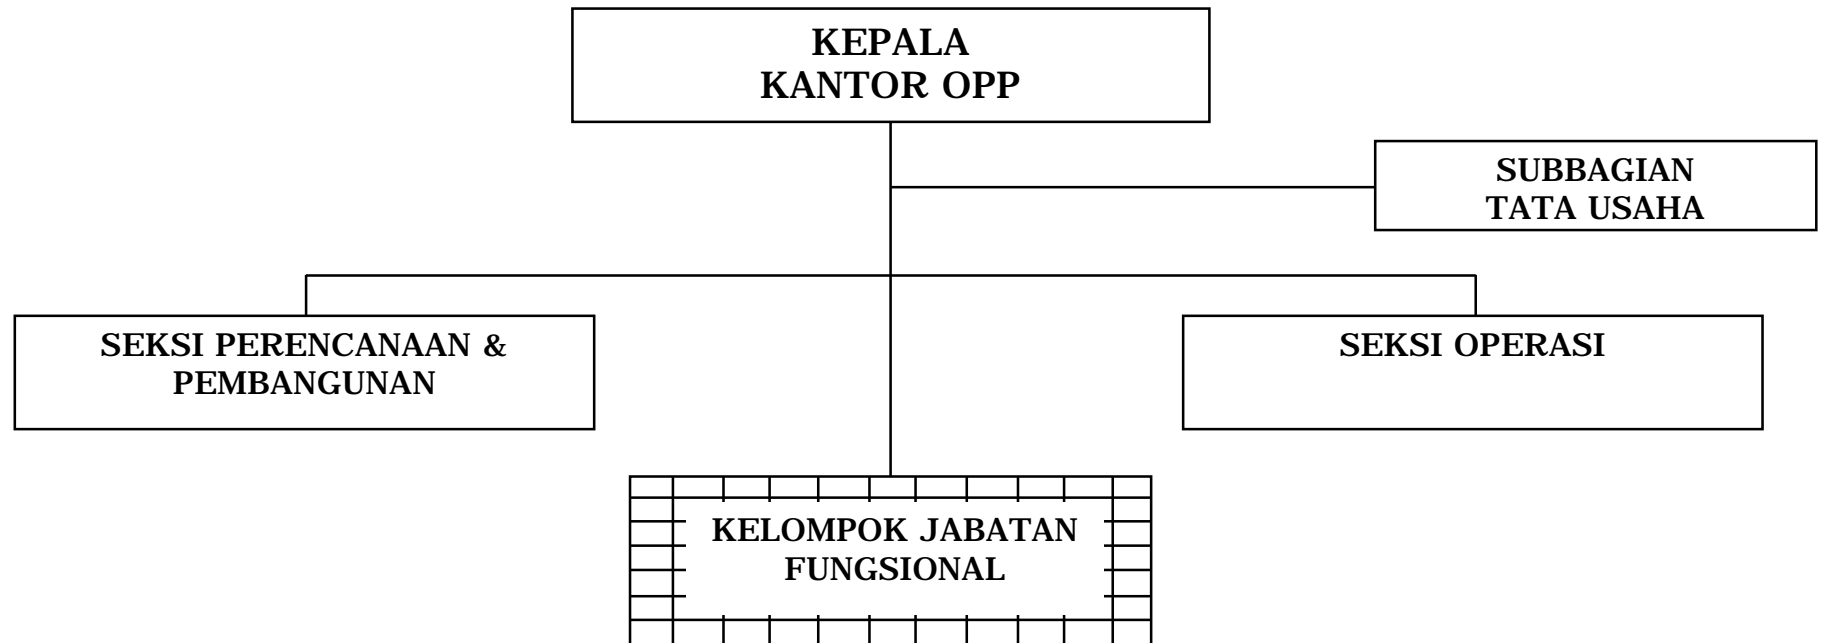 KEPALA
KANTOR OPP
SUBBAGIAN
TATA USAHA
SEKSI PERENCANAAN &
PEMBANGUNAN
SEKSI OPERASI
KELOMPOK JABATAN
FUNGSIONAL